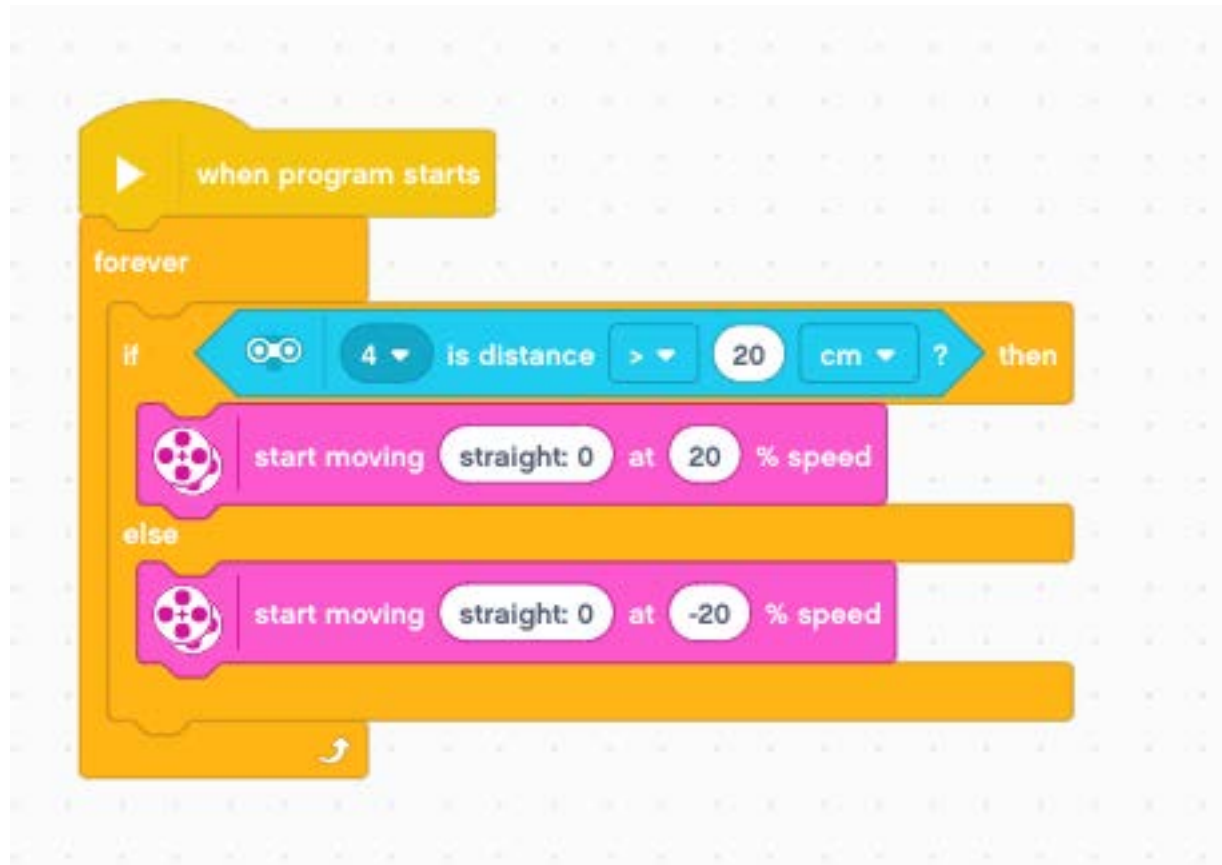 when program starts
forever
if 4 is distance > 20 cm ? then
start moving straight: 0 at 20 % speed
else
start moving straight: 0 at -20 % speed